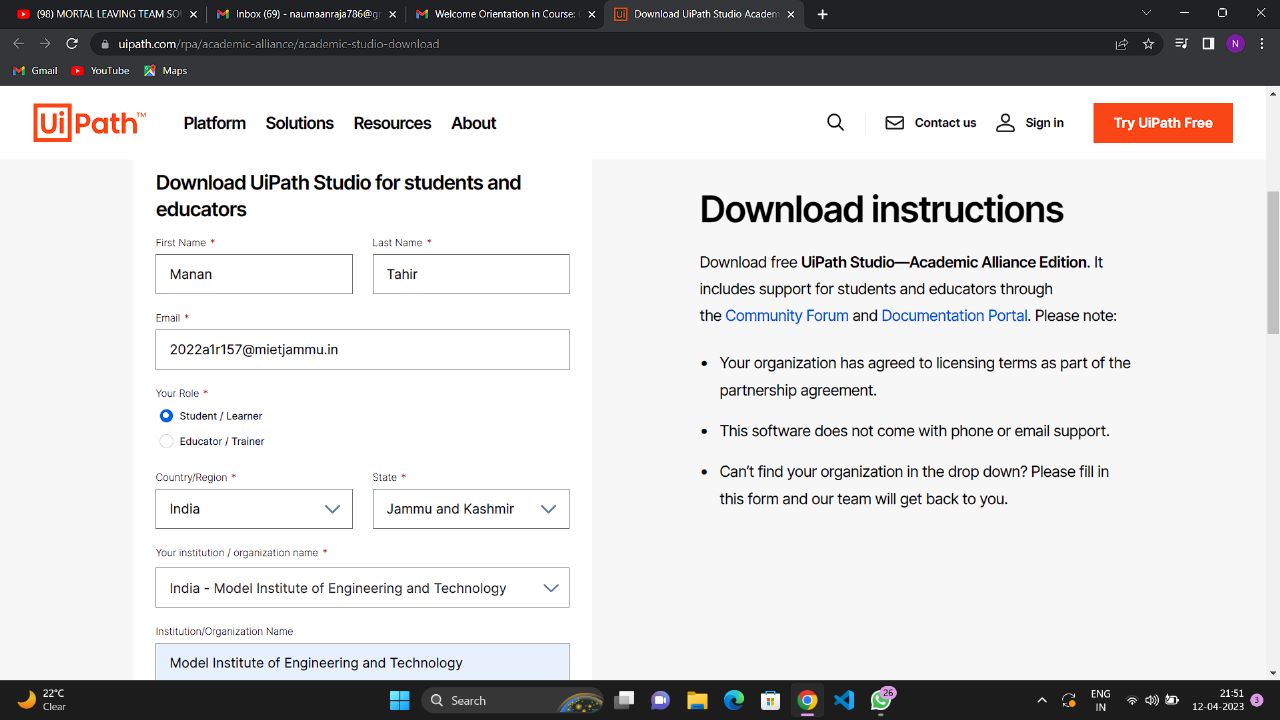 (98) MORTAL LEAVING TEAM SO
Inbox (69) - naumaanraja786@gr
Welcome Orientation in Course:
Download UiPath Studio Academ
uipath.com/rpa/academic-alliance/academic-studio-download
N
Gmail
YouTube
Maps
UiPath™
Platform
Solutions
Resources
About
Contact us
Sign in
Try UiPath Free
Download UiPath Studio for students and
educators
First Name *
Last Name *
Manan
Tahir
Email *
2022a1r157@mietjammu.in
Your Role *
Student / Learner
Educator / Trainer
Country/Region *
State *
India
Jammu and Kashmir
Your institution / organization name *
India - Model Institute of Engineering and Technology
Institution/Organization Name
Model Institute of Engineering and Technology
Download instructions
Download free UiPath Studio—Academic Alliance Edition. It
includes support for students and educators through
the Community Forum and Documentation Portal. Please note:
• Your organization has agreed to licensing terms as part of the
partnership agreement.
• This software does not come with phone or email support.
• Can’t find your organization in the drop down? Please fill in
this form and our team will get back to you.
22°C
Clear
Search
26
ENG
IN
21:51
12-04-2023
3